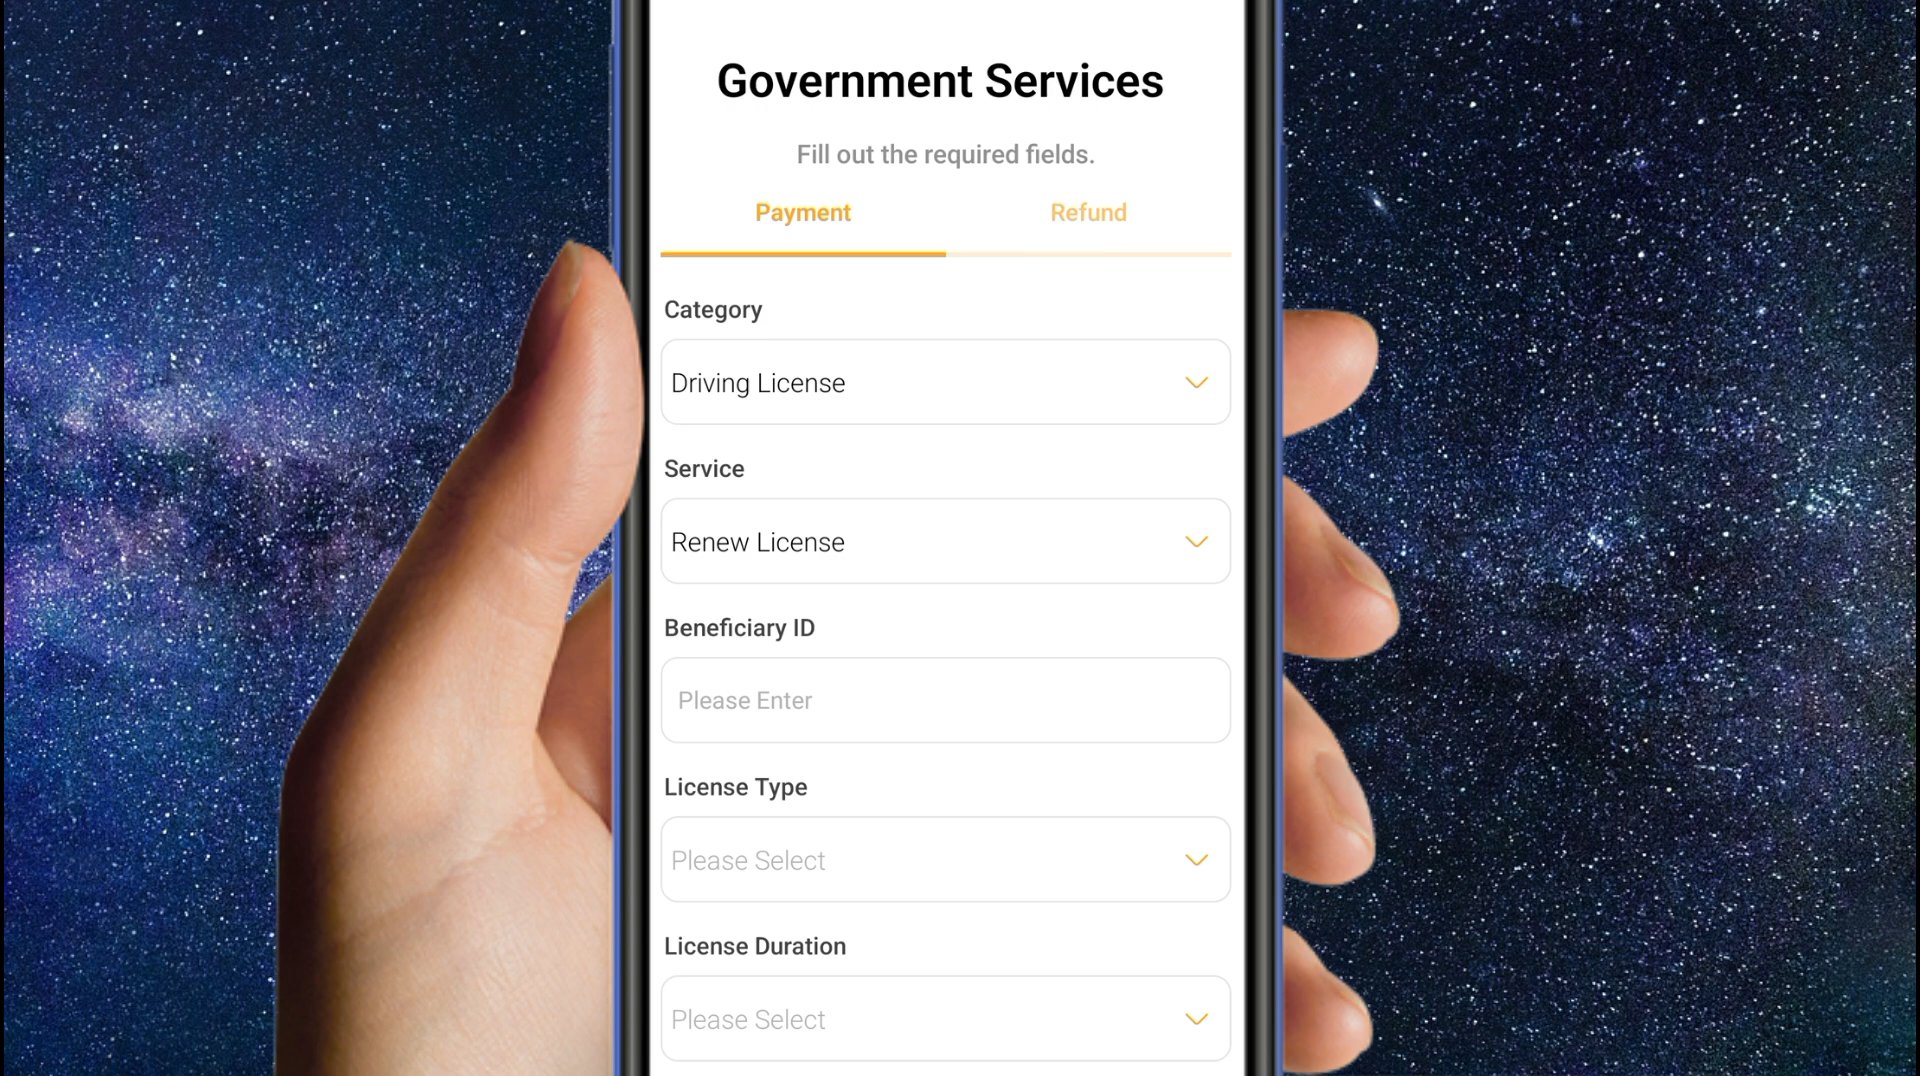 Government Services
Fill out the required fields.
Payment
Refund
Category
Driving License
Service
Renew License
Beneficiary ID
Please Enter
License Type
Please Select
License Duration
Please Select